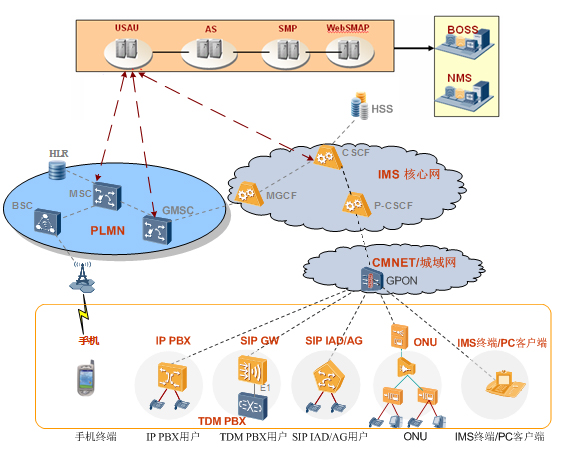 USAU
AS
SMP
WebSMAP
BOSS
NMS
HSS
CSCF
HLR
IMS 核心网
MSC
MGCF
P-CSCF
BSC
GMSC
PLMN
CMNET/城域网
GPON
手机
IP PBX
SIP GW
SIP IAD/AG
ONU
IMS终端/PC客户端
E1
TDM PBX
手机终端
IP PBX用户
TDM PBX用户
SIP IAD/AG用户
ONU
IMS终端/PC客户端